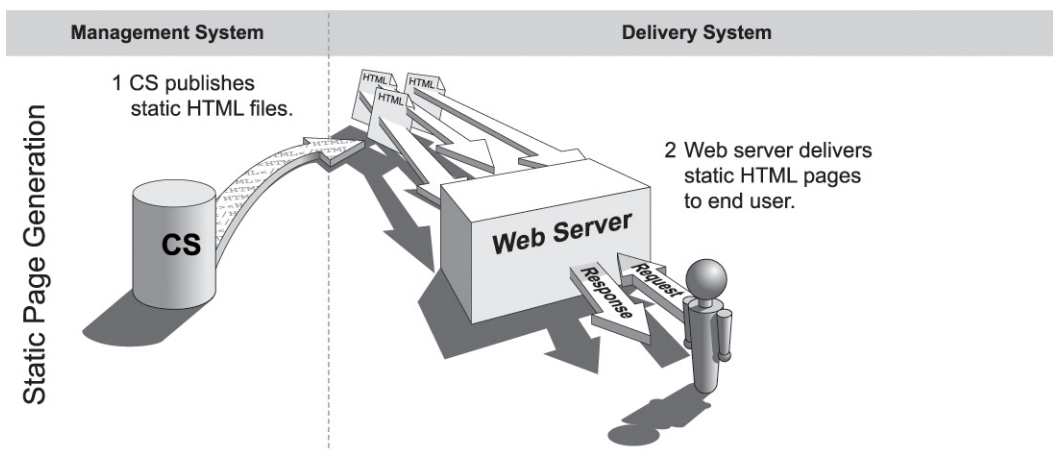 Management System
Delivery System
1 CS publishes
static HTML files.
HTML
HTML
HTML
2 Web server delivers
static HTML pages
to end user.
Static Page Generation
CS
Web Server
Response
Request